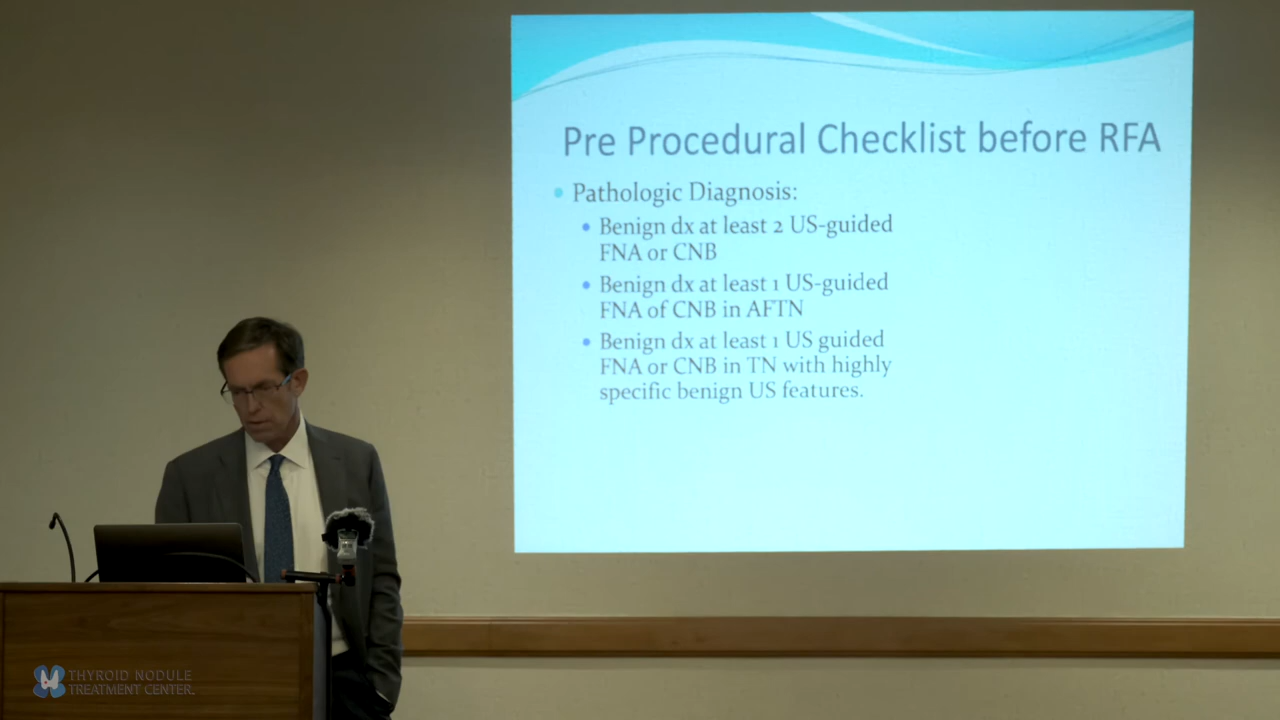 Pre Procedural Checklist before RFA
Pathologic Diagnosis:
Benign dx at least 2 US-guided
FNA or CNB
Benign dx at least 1 US-guided
FNA of CNB in AFTN
Benign dx at least 1 US guided
FNA or CNB in TN with highly
specific benign US features.
THYROID NODULE
TREATMENT CENTER.